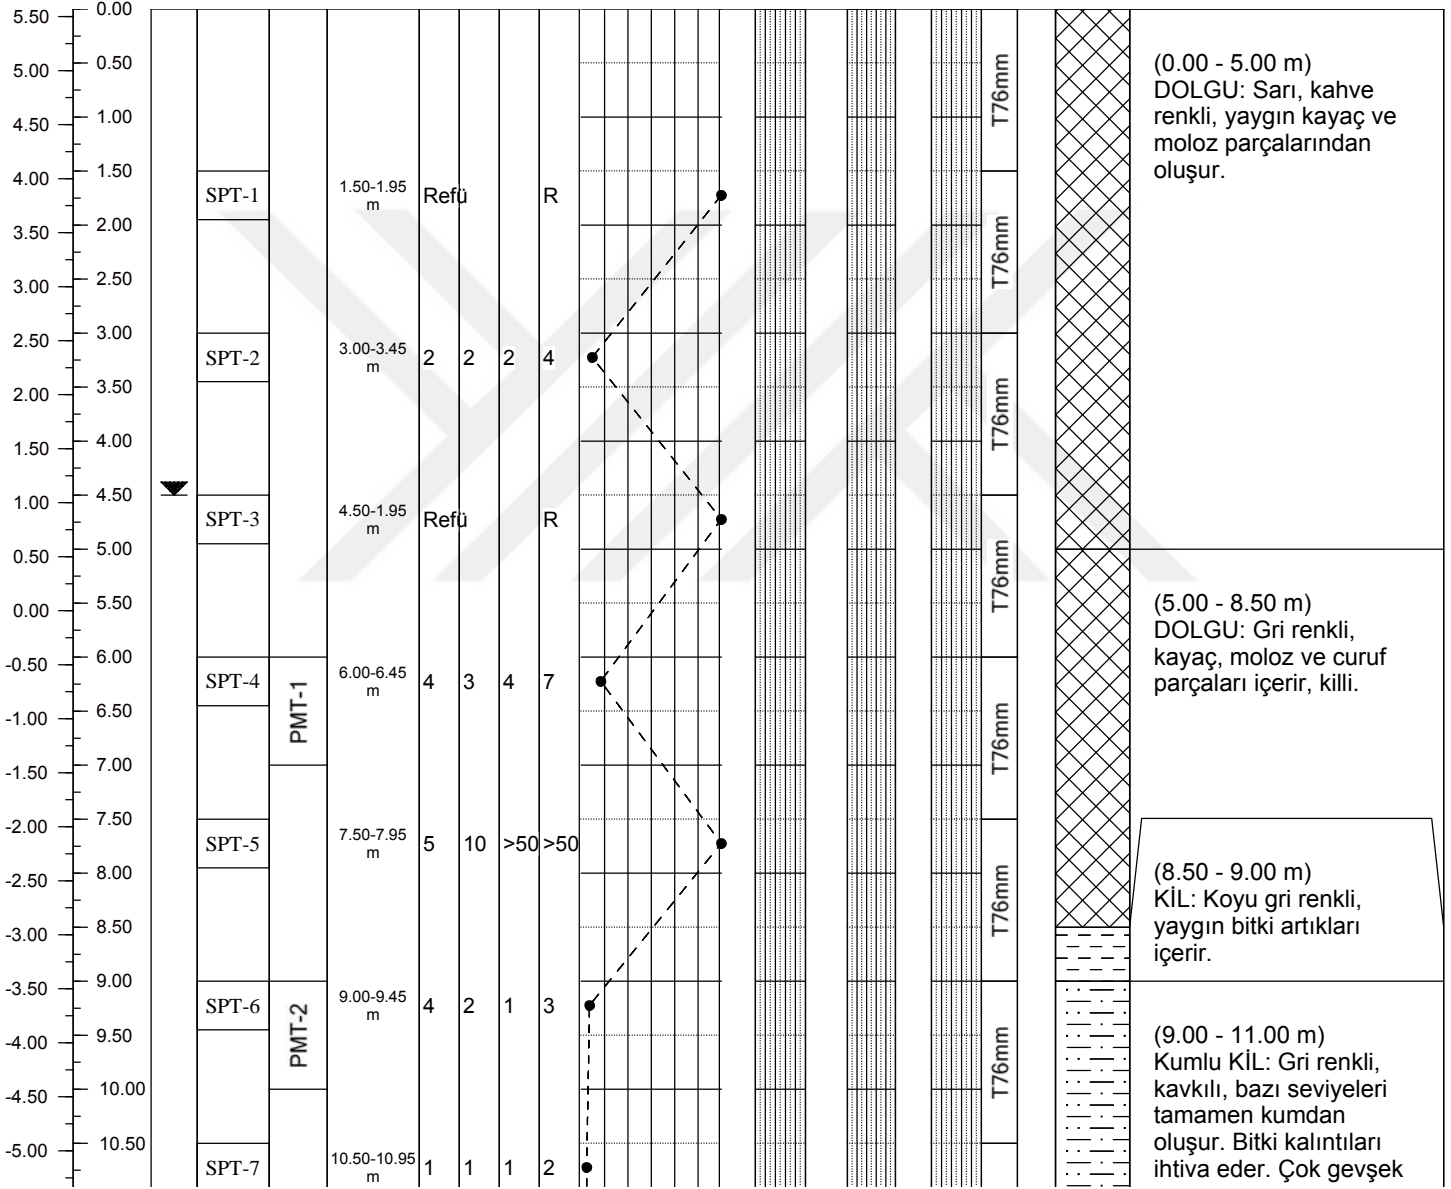 5.50
5.00
4.50
4.00
3.50
3.00
2.50
2.00
1.50
1.00
0.50
0.00
-0.50
-1.00
-1.50
-2.00
-2.50
-3.00
-3.50
-4.00
-4.50
-5.00
0.00
0.50
1.00
1.50
2.00
2.50
3.00
3.50
4.00
4.50
5.00
5.50
6.00
6.50
7.00
7.50
8.00
8.50
9.00
9.50
10.00
10.50
SPT-1 1.50-1.95 Refü R
m
SPT-2 3.00-3.45 2 2 2 4
m
SPT-3 4.50-1.95 Refü R
m
SPT-4 6.00-6.45 4 3 4 7
m
SPT-5 7.50-7.95 5 10 >50 >50
m
SPT-6 9.00-9.45 4 2 1 3
m
SPT-7 10.50-10.95 1 1 1 2
m
PMT-1
PMT-2
T76mm
T76mm
T76mm
T76mm
T76mm
T76mm
T76mm
(0.00 - 5.00 m)
DOLGU: Sarı, kahve
renkli, yaygın kayaç ve
moloz parçalarından
oluşur.
(5.00 - 8.50 m)
DOLGU: Gri renkli,
kayaç, moloz ve curuf
parçaları içerir, killi.
(8.50 - 9.00 m)
KİL: Koyu gri renkli,
yaygın bitki artıkları
içerir.
(9.00 - 11.00 m)
Kumlu KİL: Gri renkli,
kavkılı, bazı seviyeleri
tamamen kumdan
oluşur. Bitki kalıntıları
ihtiva eder. Çok gevşek